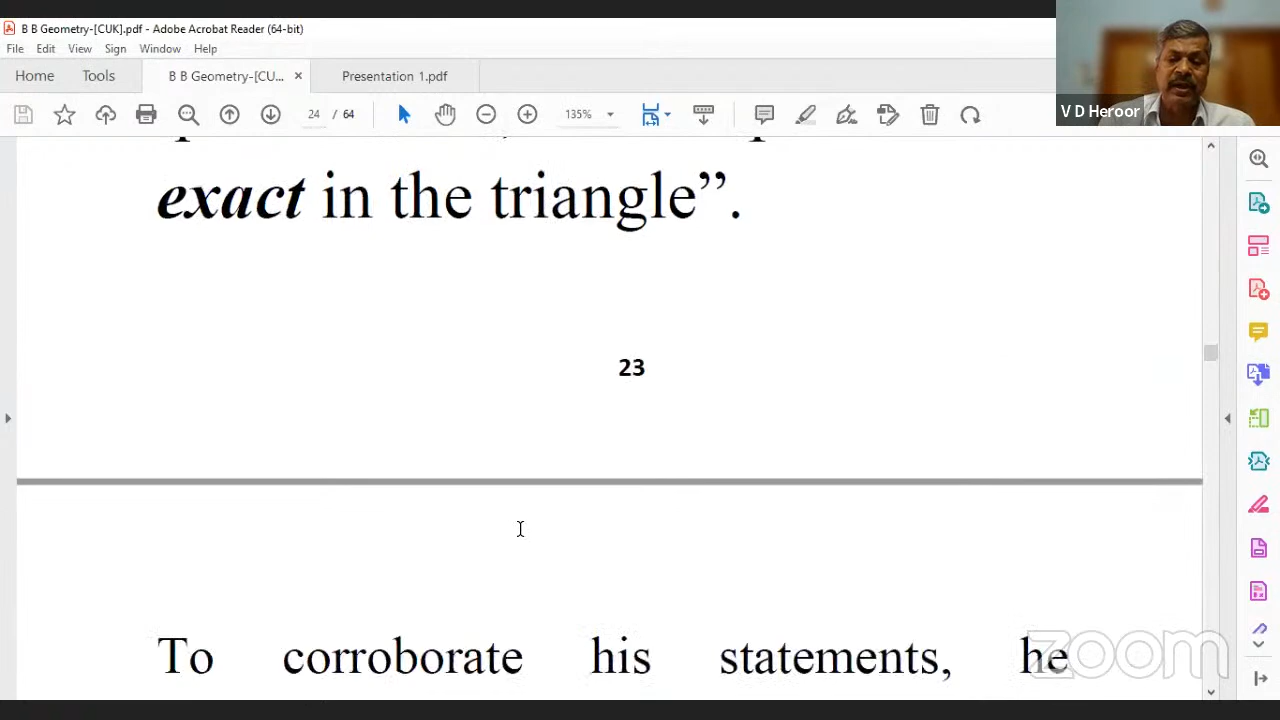 B B Geometry-[CUK].pdf - Adobe Acrobat Reader (64-bit)
File Edit View Sign Window Help
Home Tools B B Geometry-[CU... × Presentation 1.pdf
24 / 64 135%
V D Heroor
exact in the triangle”.
23
To corroborate his statements, he
zoom